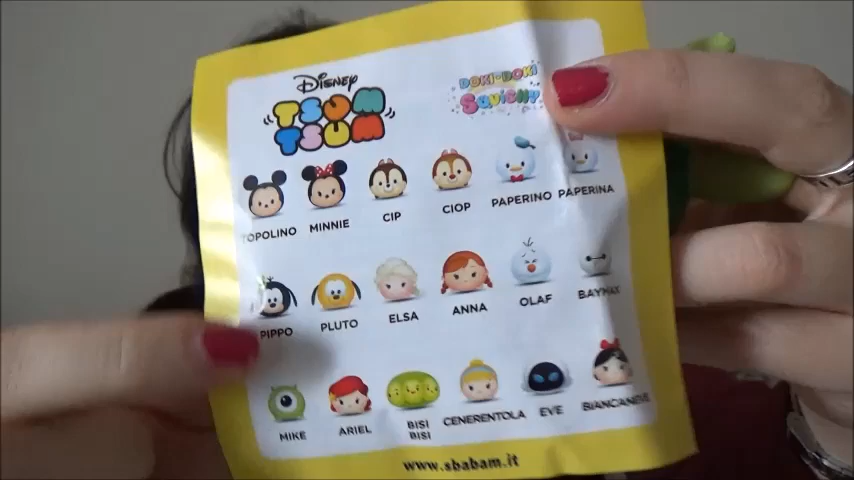 Disney
TSUM
TSUM
DOKI-DOKI
Squishy
TOPOLINO MINNIE CIP CIOP PAPERINO PAPERINA
PIPPO PLUTO ELSA ANNA OLAF BAYMAX
MIKE ARIEL BISI CENERENTOLA EVE BIANCANEVE
BISI
www.sbabam.it